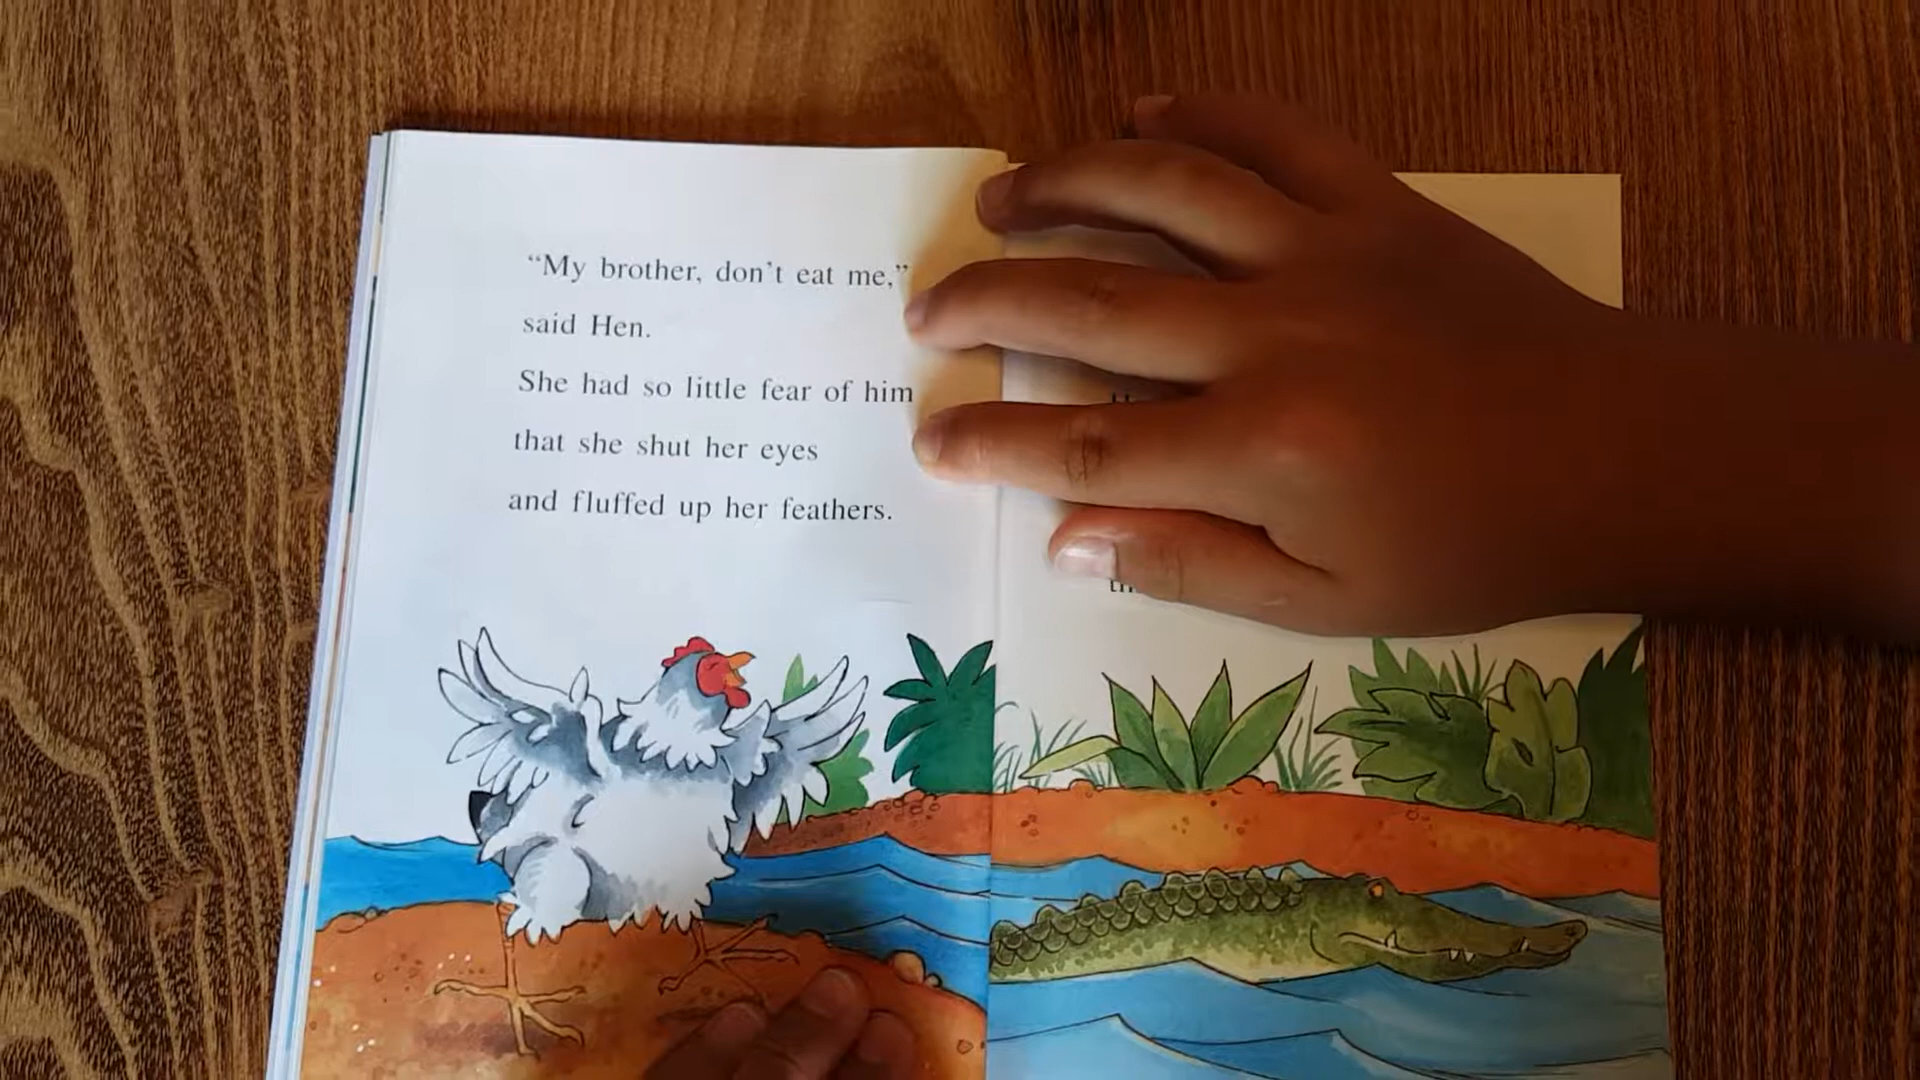 “My brother, don’t eat me,”
said Hen.
She had so little fear of him
that she shut her eyes
and fluffed up her feathers.